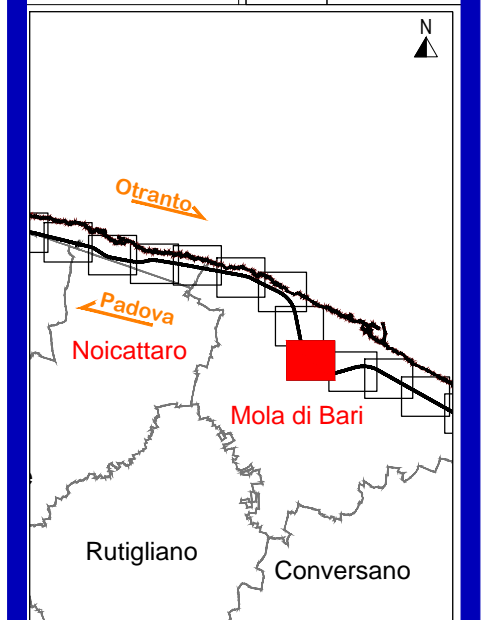 N
Otranto
Padova
Noicattaro
Mola di Bari
Rutigliano
Conversano